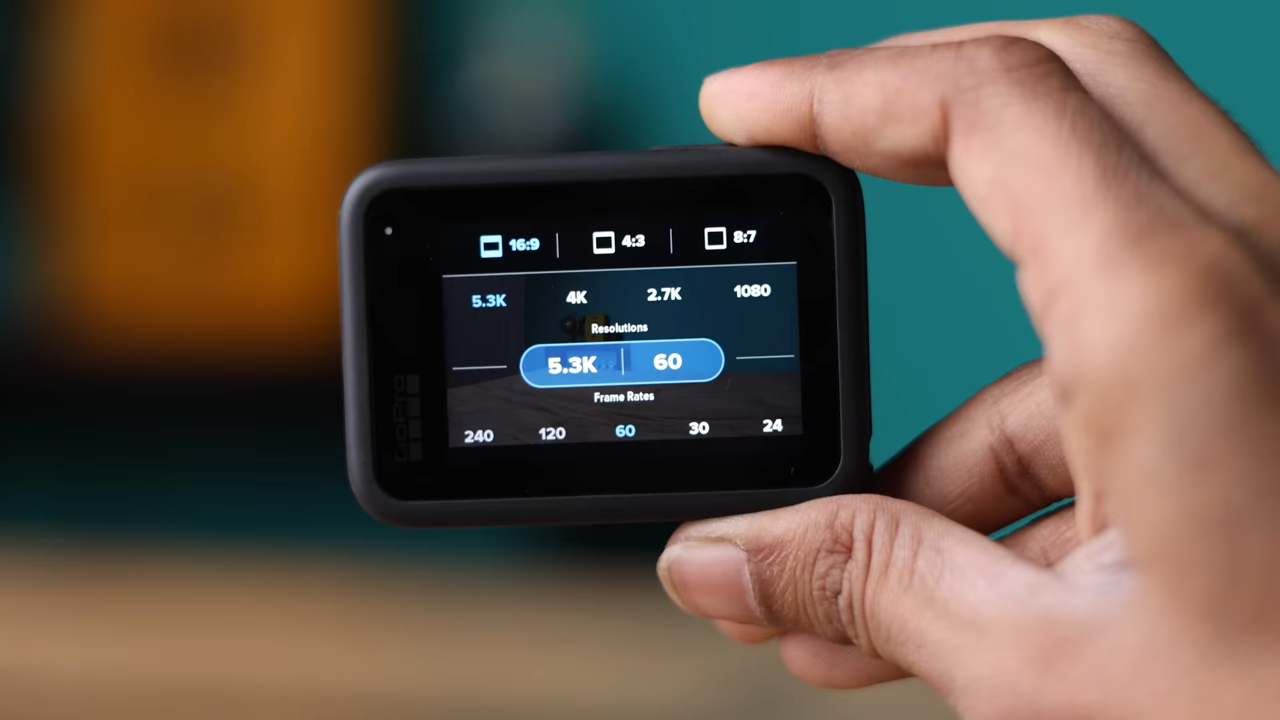 16:9 4:3 8:7
5.3K 4K 2.7K 1080
Resolutions
5.3K 60
Frame Rates
240 120 60 30 24
GoPro